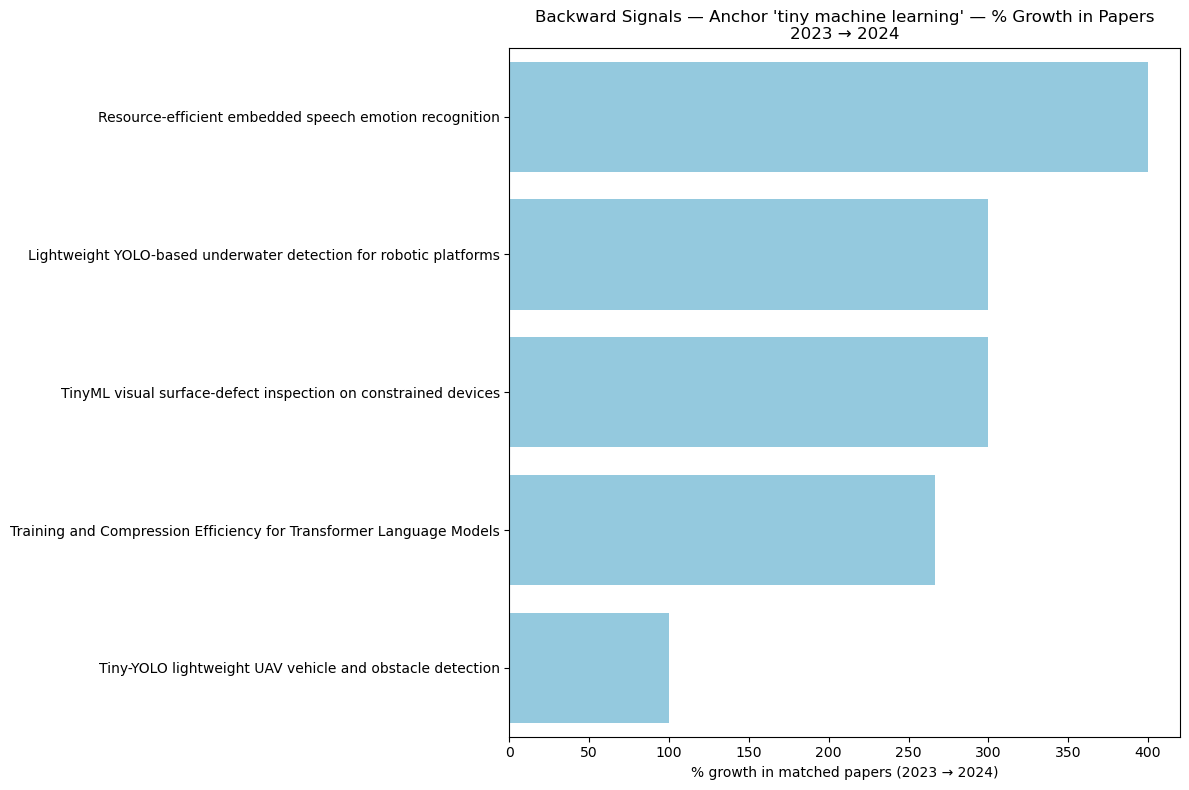 Backward Signals — Anchor 'tiny machine learning' — % Growth in Papers
2023 → 2024
Resource-efficient embedded speech emotion recognition
Lightweight YOLO-based underwater detection for robotic platforms
TinyML visual surface-defect inspection on constrained devices
Training and Compression Efficiency for Transformer Language Models
Tiny-YOLO lightweight UAV vehicle and obstacle detection
0 50 100 150 200 250 300 350 400
% growth in matched papers (2023 → 2024)